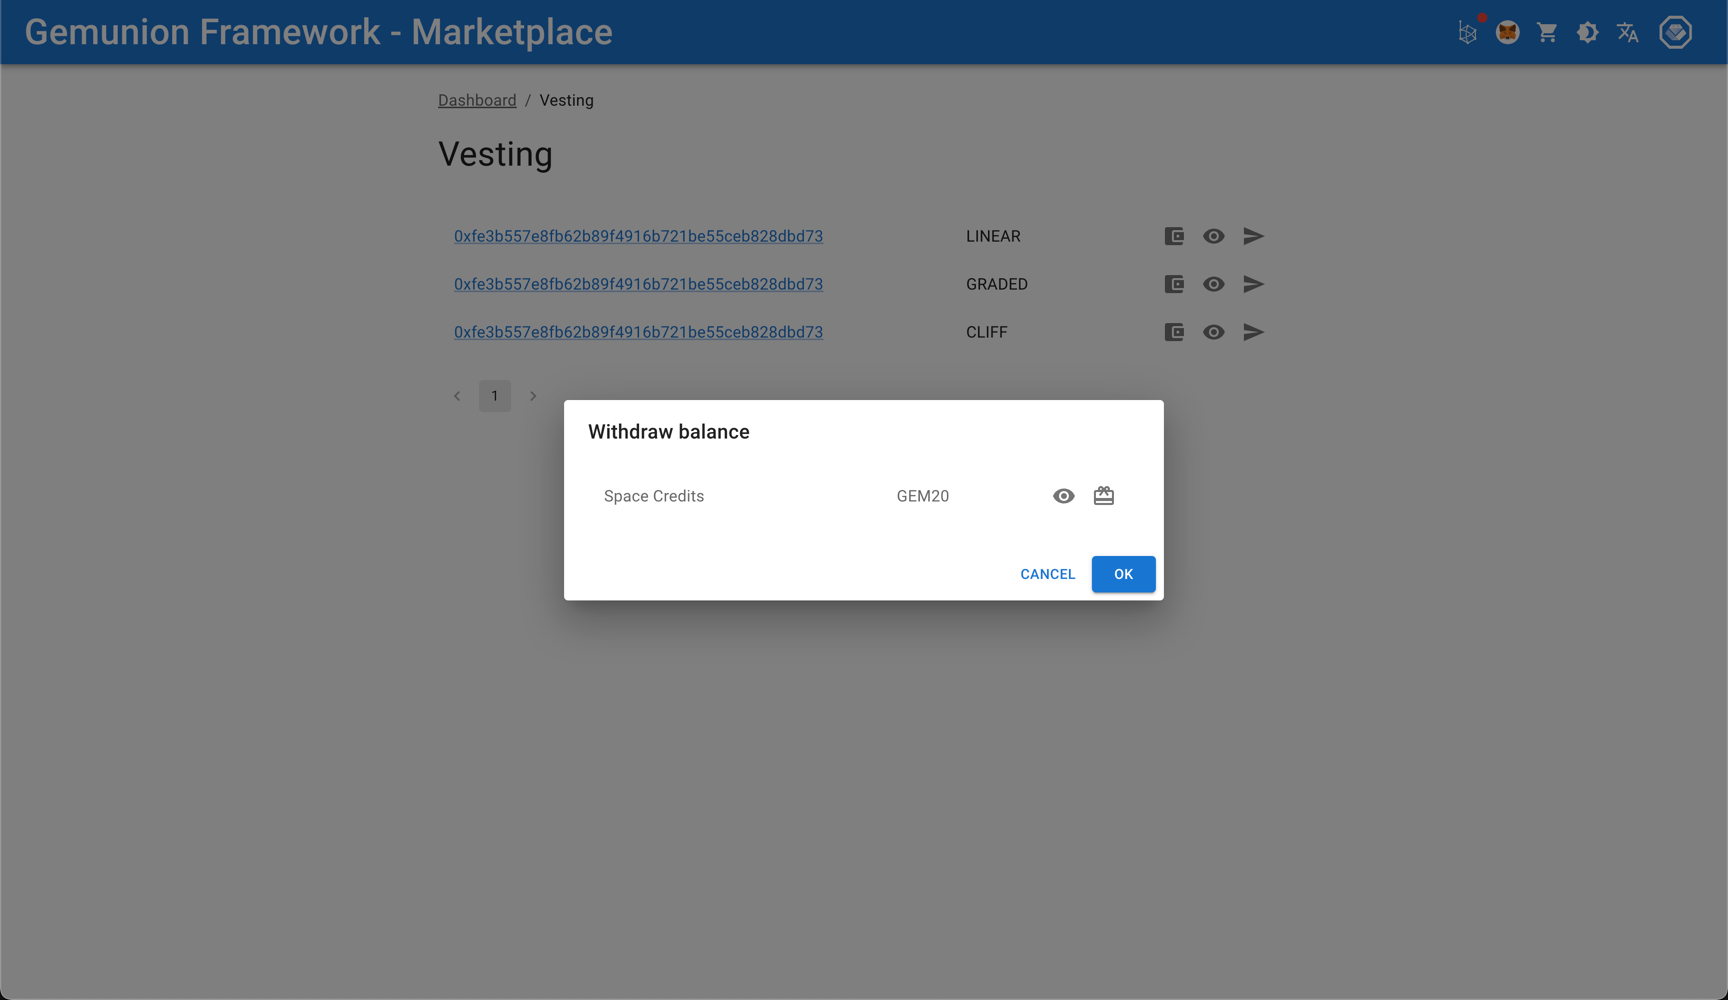 Gemunion Framework - Marketplace
Dashboard / Vesting
Vesting
0xfe3b557e8fb62b89f4916b721be55ceb828dbd73 LINEAR
0xfe3b557e8fb62b89f4916b721be55ceb828dbd73 GRADED
0xfe3b557e8fb62b89f4916b721be55ceb828dbd73 CLIFF
1
Withdraw balance
Space Credits GEM20
CANCEL OK